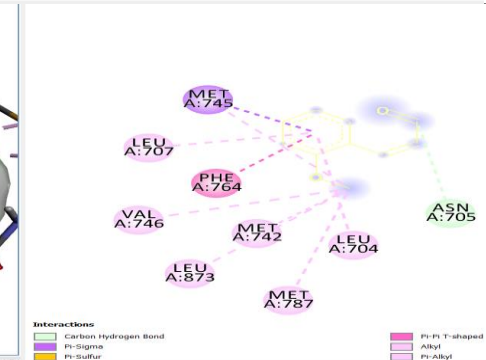 MET
A:745
LEU
A:707
PHE
A:764
ASN
A:705
VAL
A:746
MET
A:742
LEU
A:704
LEU
A:873
MET
A:787
Interactions
Carbon Hydrogen Bond
Pi-Sigma
Pi-Sulfur
Pi-Pi T-shaped
Alkyl
Pi-Alkyl